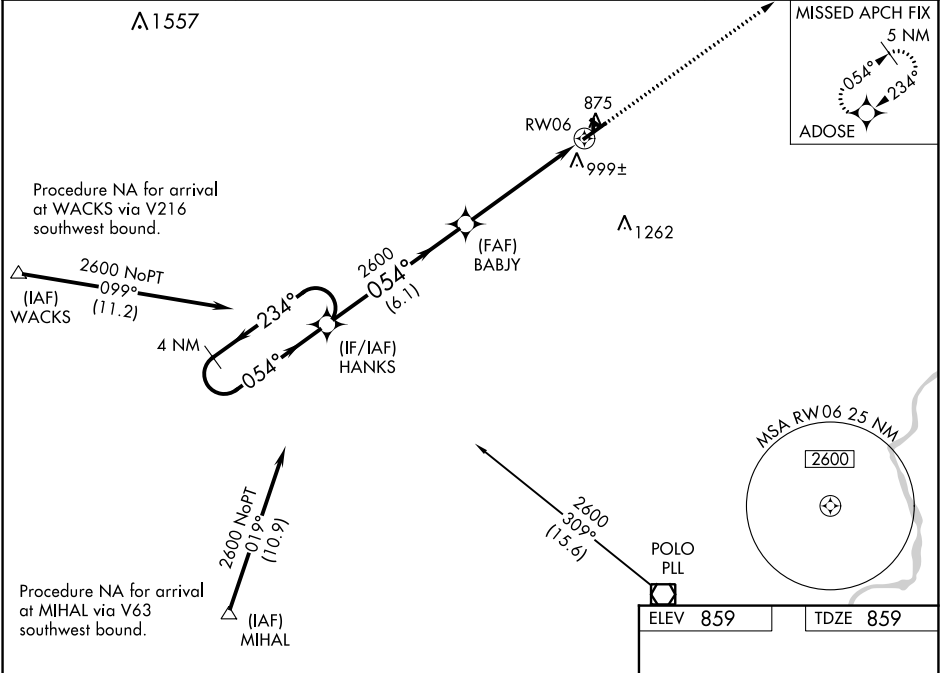 1557
MISSED APCH FIX
5 NM
054°
234°
ADOSE
875
RW06
999±
Procedure NA for arrival
at WACKS via V216
southwest bound.
1262
(FAF)
BABJY
2600
054°
(6.1)
2600 NoPT
099°
(11.2)
(IAF)
WACKS
234°
4 NM
054°
(IF/IAF)
HANKS
MSA RW06 25 NM
2600
2600 NoPT
019°
(10.9)
2600
309°
(15.6)
POLO
PLL
Procedure NA for arrival
at MIHAL via V63
southwest bound.
(IAF)
MIHAL
ELEV 859
TDZE 859